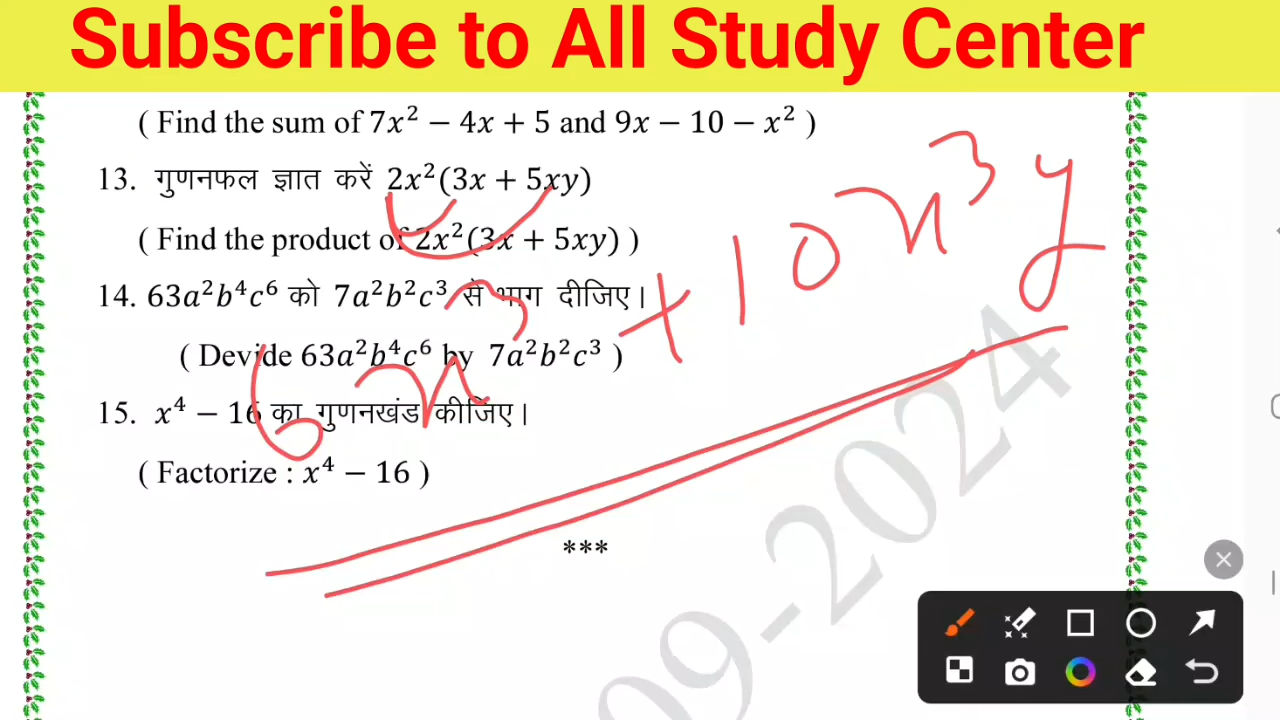 Subscribe to All Study Center
( Find the sum of 7x² − 4x + 5 and 9x − 10 − x² )
13. गुणनफल ज्ञात करें 2x²(3x + 5xy)
( Find the product of 2x²(3x + 5xy) )
14. 63a²b⁴c⁶ को 7a²b²c³ से भाग दीजिए।
( Devide 63a²b⁴c⁶ by 7a²b²c³ )
15. x⁴ − 16 का गुणनखंड कीजिए।
( Factorize : x⁴ − 16 )
6x³ + 10x³y
***
09-2024